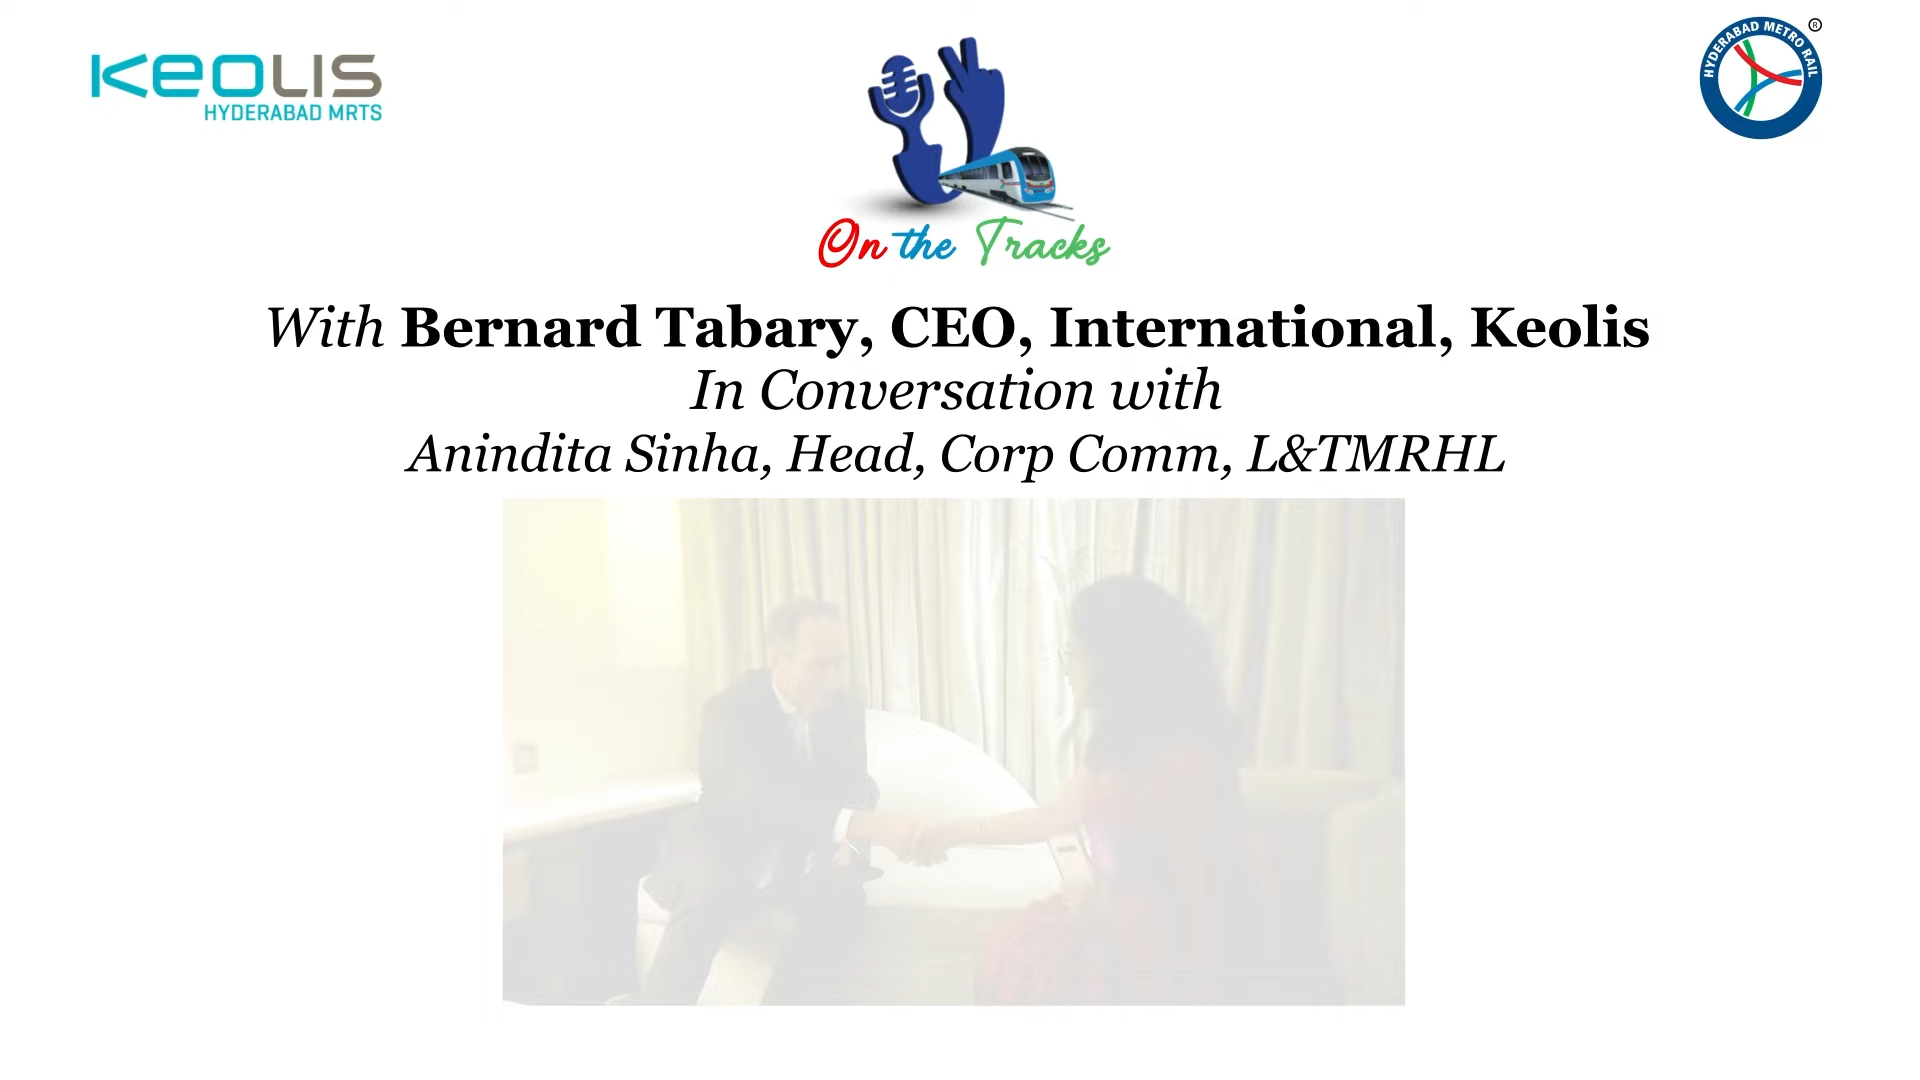 KEOLIS
HYDERABAD MRTS
HYDERABAD METRO RAIL
®
On the Tracks
With Bernard Tabary, CEO, International, Keolis
In Conversation with
Anindita Sinha, Head, Corp Comm, L&TMRHL